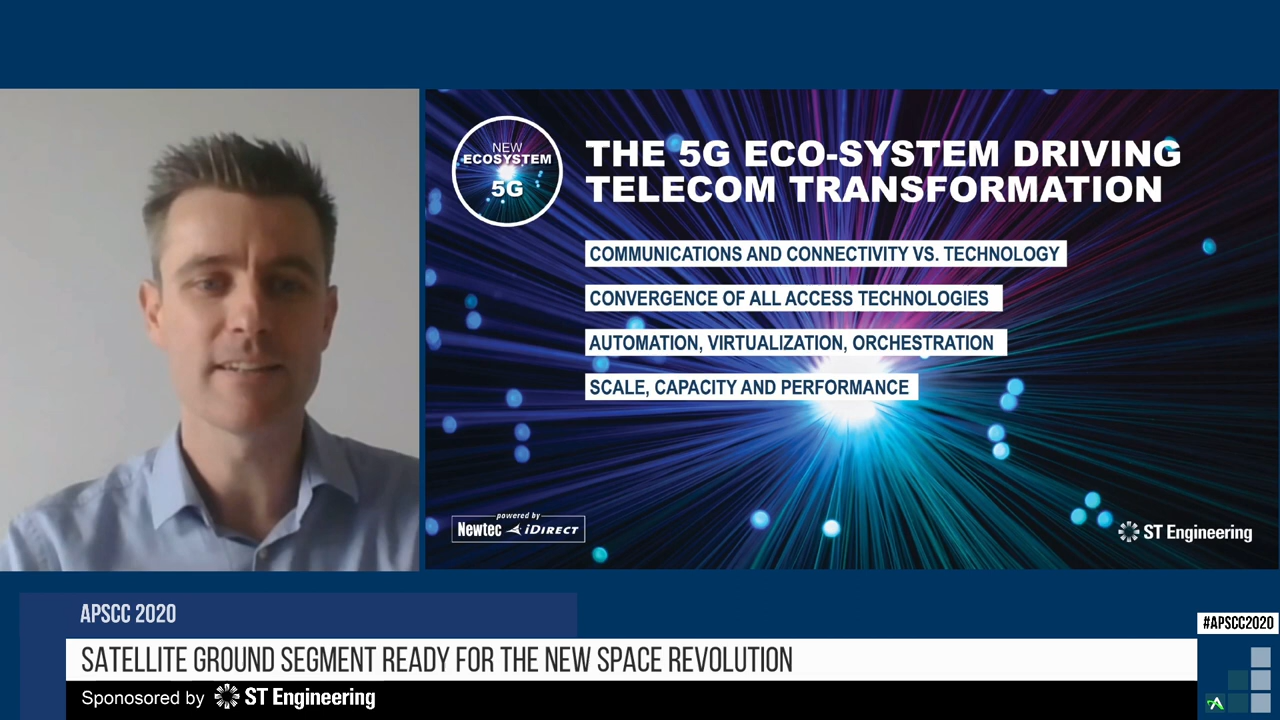 NEW
ECOSYSTEM
5G
THE 5G ECO-SYSTEM DRIVING
TELECOM TRANSFORMATION
COMMUNICATIONS AND CONNECTIVITY VS. TECHNOLOGY
CONVERGENCE OF ALL ACCESS TECHNOLOGIES
AUTOMATION, VIRTUALIZATION, ORCHESTRATION
SCALE, CAPACITY AND PERFORMANCE
powered by
Newtec iDIRECT
ST Engineering
APSCC 2020
#APSCC2020
SATELLITE GROUND SEGMENT READY FOR THE NEW SPACE REVOLUTION
Sponosored by ST Engineering